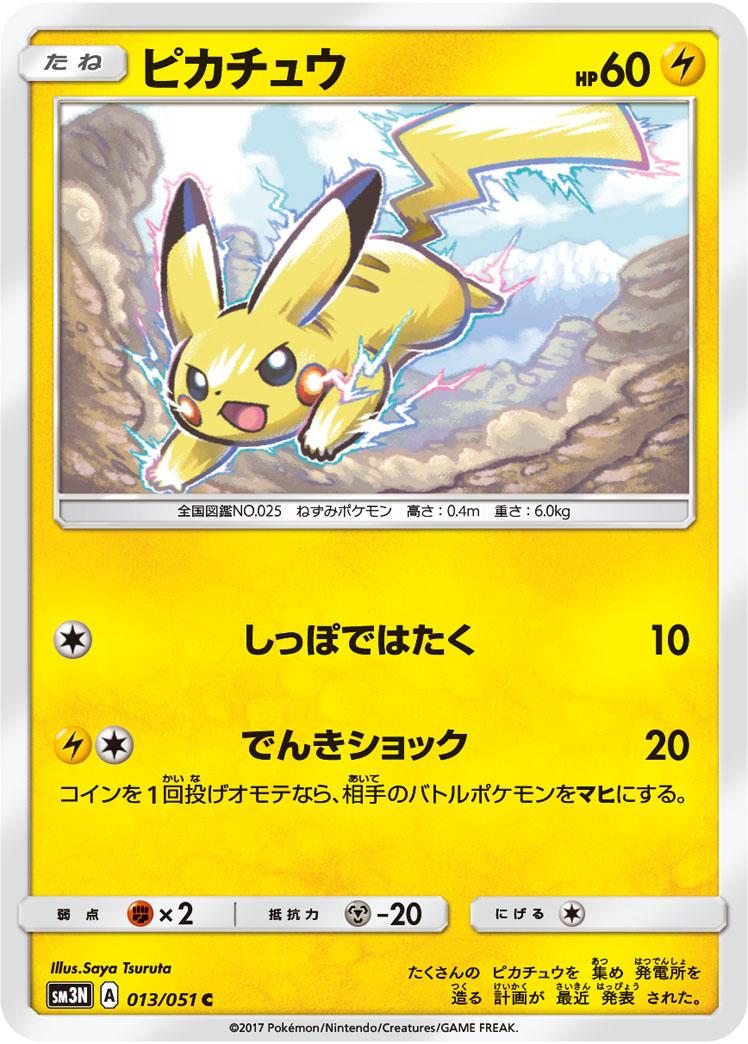 たね ピカチュウ HP60
全国図鑑NO.025 ねずみポケモン 高さ:0.4m 重さ:6.0kg
しっぽではたく 10
でんきショック 20
コインを1回投げオモテなら、相手のバトルポケモンをマヒにする。
弱点 ×2 抵抗力 -20 にげる
Illus.Saya Tsuruta
SM3N A 013/051 C
たくさんの ピカチュウを 集め 発電所を
造る 計画が 最近 発表 された。
©2017 Pokémon/Nintendo/Creatures/GAME FREAK.